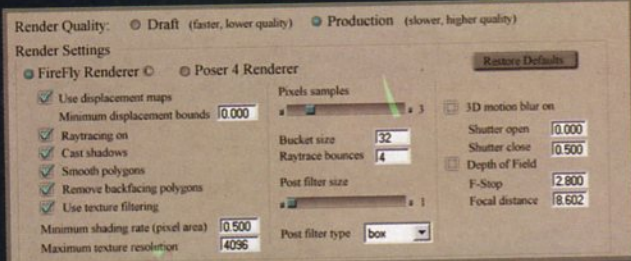 Render Quality: Draft (faster, lower quality) Production (slower, higher quality)
Render Settings
FireFly Renderer Poser 4 Renderer
Restore Defaults
Use displacement maps
Minimum displacement bounds 0.000
Raytracing on
Cast shadows
Smooth polygons
Remove backfacing polygons
Use texture filtering
Minimum shading rate (pixel area) 0.500
Maximum texture resolution 4096
Pixels samples
3
Bucket size 32
Raytrace bounces 4
Post filter size
1
Post filter type box
3D motion blur on
Shutter open 0.000
Shutter close 0.500
Depth of Field
F-Stop 2.800
Focal distance 8.602